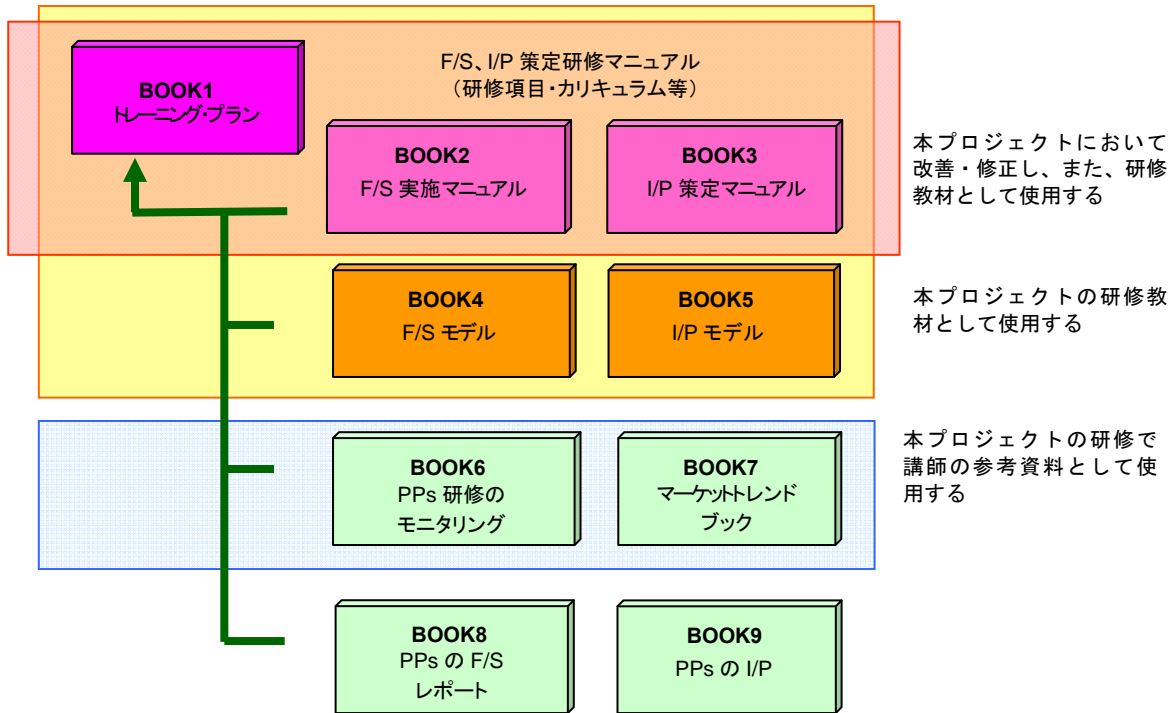 F/S、I/P 策定研修マニュアル
（研修項目・カリキュラム等）
BOOK1
トレーニング・プラン
BOOK2
F/S 実施マニュアル
BOOK3
I/P 策定マニュアル
本プロジェクトにおいて
改善・修正し、また、研修
教材として使用する
BOOK4
F/S モデル
BOOK5
I/P モデル
本プロジェクトの研修教
材として使用する
BOOK6
PPs 研修の
モニタリング
BOOK7
マーケットトレンド
ブック
本プロジェクトの研修で
講師の参考資料として使
用する
BOOK8
PPs の F/S
レポート
BOOK9
PPs の I/P